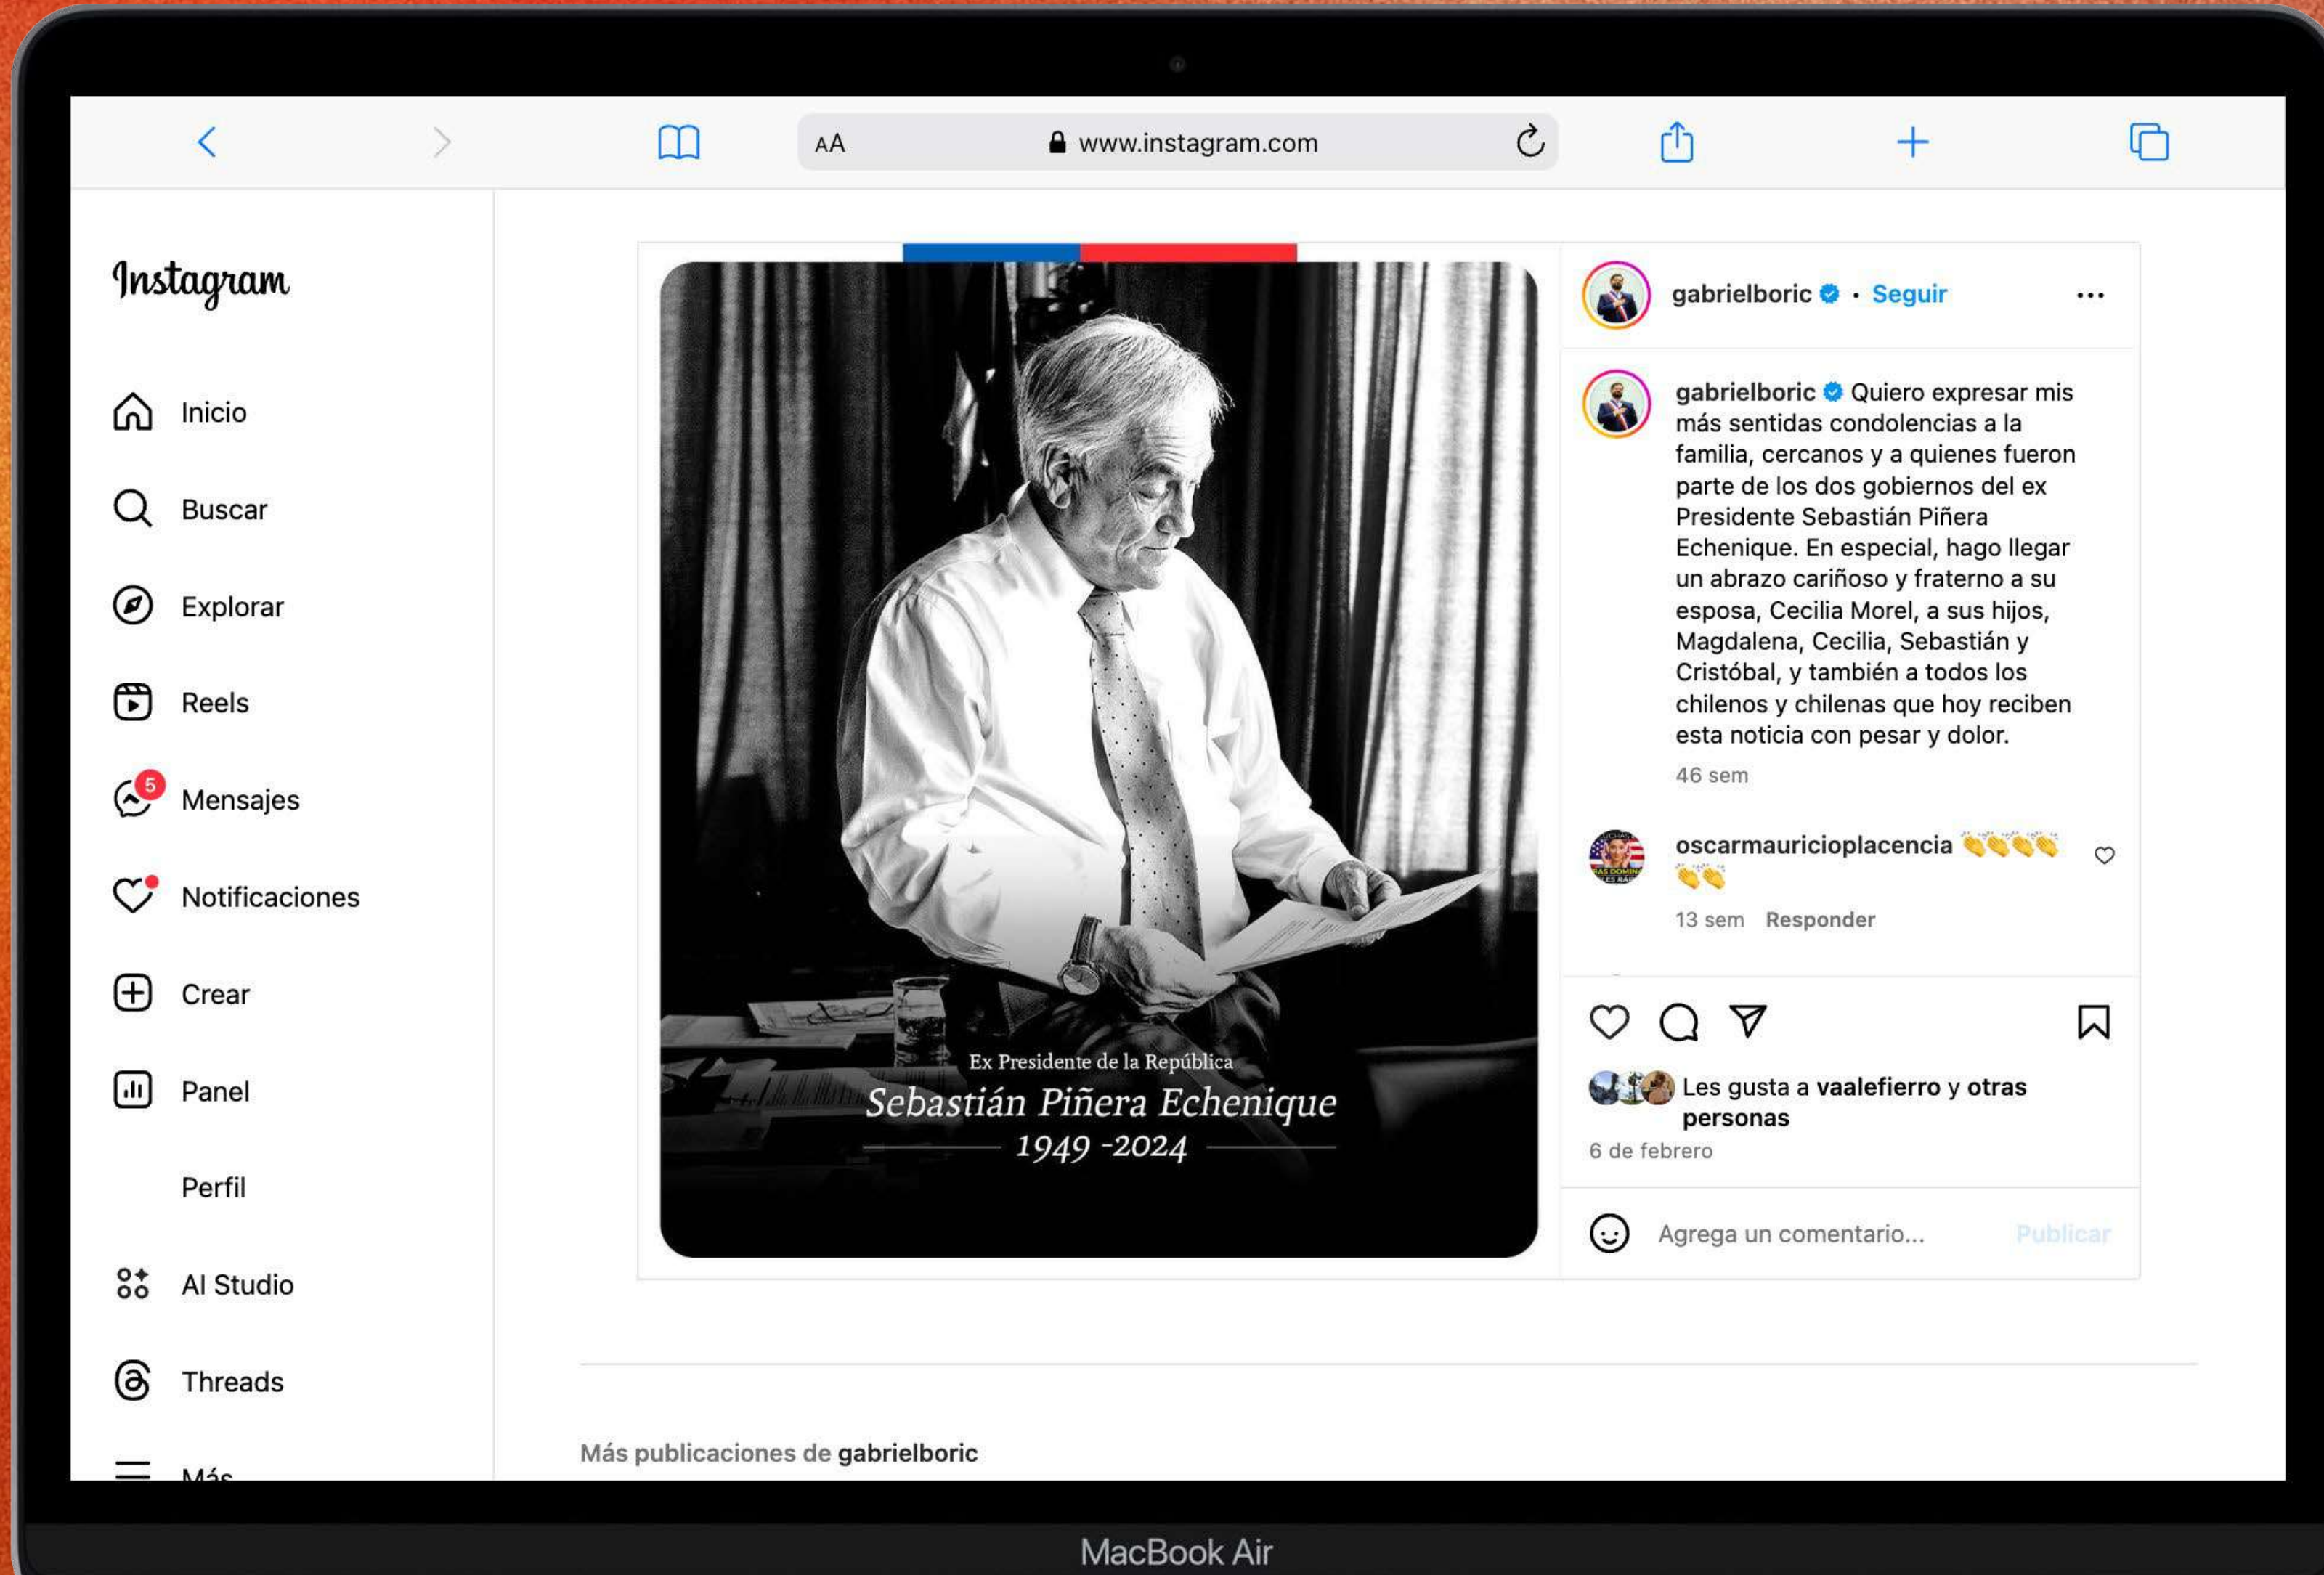 AA
www.instagram.com
Instagram
Inicio
Buscar
Explorar
Reels
5
Mensajes
Notificaciones
Crear
Panel
Perfil
AI Studio
Threads
Más
Ex Presidente de la República
Sebastián Piñera Echenique
1949 -2024
gabrielboric • Seguir
gabrielboric Quiero expresar mis
más sentidas condolencias a la
familia, cercanos y a quienes fueron
parte de los dos gobiernos del ex
Presidente Sebastián Piñera
Echenique. En especial, hago llegar
un abrazo cariñoso y fraterno a su
esposa, Cecilia Morel, a sus hijos,
Magdalena, Cecilia, Sebastián y
Cristóbal, y también a todos los
chilenos y chilenas que hoy reciben
esta noticia con pesar y dolor.
46 sem
oscarmauricioplacencia 👏👏👏👏
👏👏
13 sem Responder
Les gusta a vaalefierro y otras
personas
6 de febrero
Agrega un comentario... Publicar
Más publicaciones de gabrielboric
MacBook Air